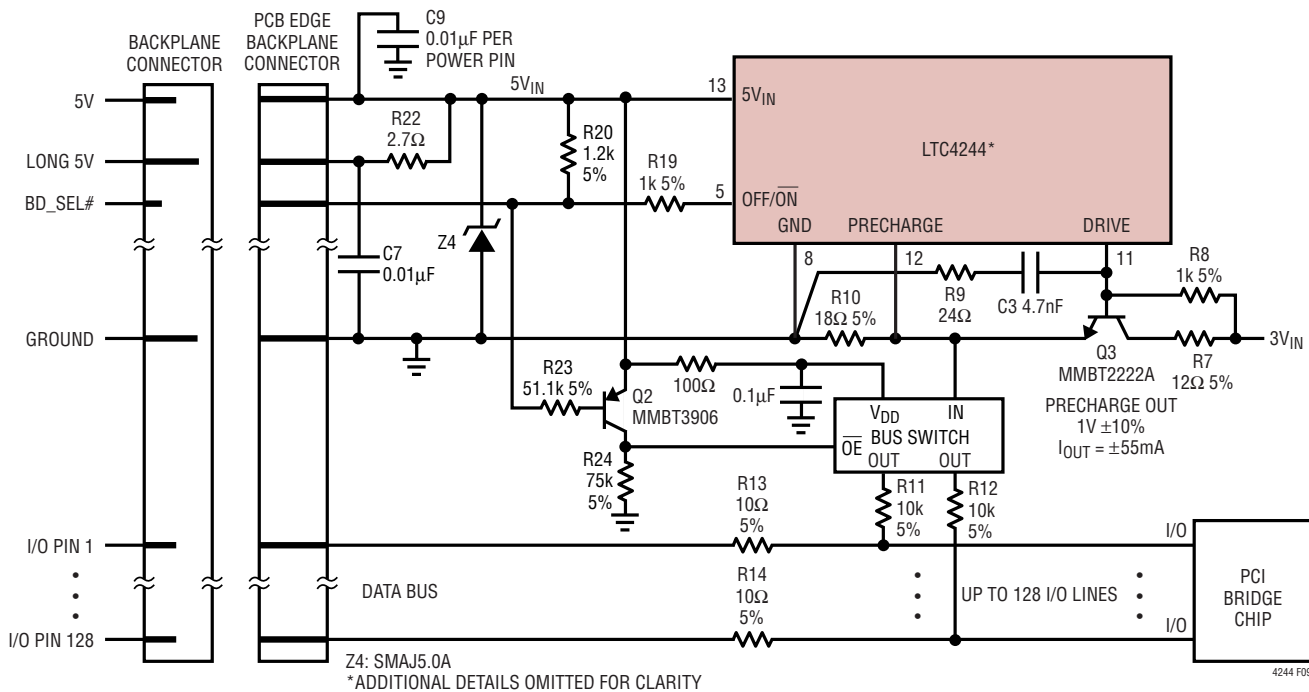 BACKPLANE
CONNECTOR
PCB EDGE
BACKPLANE
CONNECTOR
C9
0.01µF PER
POWER PIN
5V
LONG 5V
BD_SEL#
GROUND
I/O PIN 1
I/O PIN 128
R22
2.7Ω
C7
0.01µF
Z4
5VIN
R20
1.2k
5%
R19
1k 5%
13
5VIN
LTC4244*
5
OFF/ON
GND
PRECHARGE
DRIVE
8
12
11
R10
18Ω 5%
R9
24Ω
C3 4.7nF
R8
1k 5%
3VIN
Q3
MMBT2222A
R7
12Ω 5%
PRECHARGE OUT
1V ±10%
IOUT = ±55mA
R23
51.1k 5%
Q2
MMBT3906
100Ω
0.1µF
VDD
IN
BUS SWITCH
OE
OUT
OUT
R24
75k
5%
R13
10Ω
5%
R11
10k
5%
R12
10k
5%
I/O
DATA BUS
R14
10Ω
5%
UP TO 128 I/O LINES
I/O
PCI
BRIDGE
CHIP
Z4: SMAJ5.0A
*ADDITIONAL DETAILS OMITTED FOR CLARITY
4244 F09